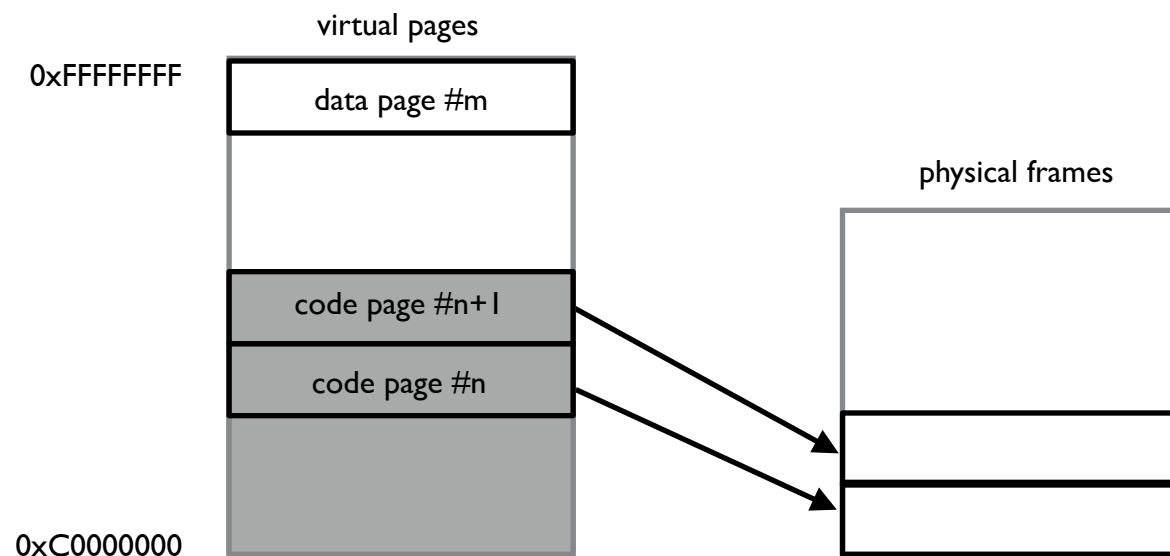 virtual pages
0xFFFFFFFF
data page #m
physical frames
code page #n+1
code page #n
0xC0000000